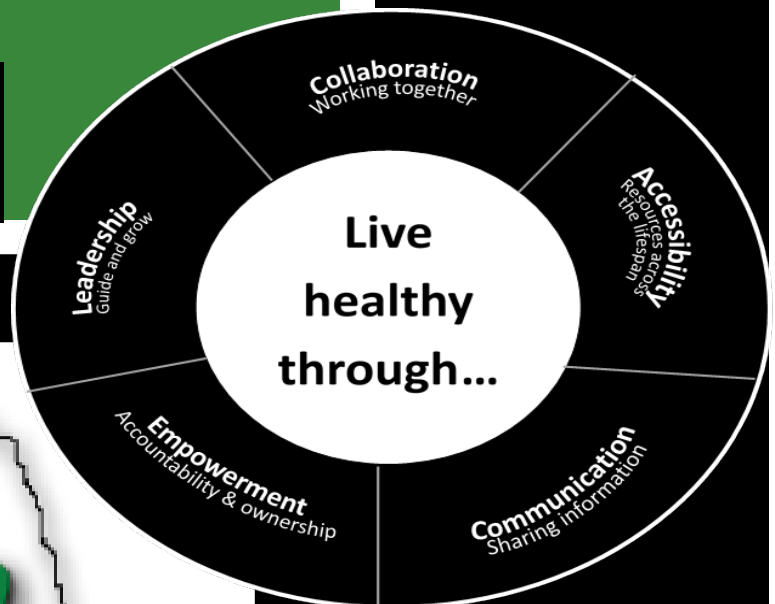 Live
healthy
through...
Collaboration
Working together
Accessibility
Resources across
the lifespan
Communication
Sharing information
Empowerment
Accountability & ownership
Leadership
Guide and grow